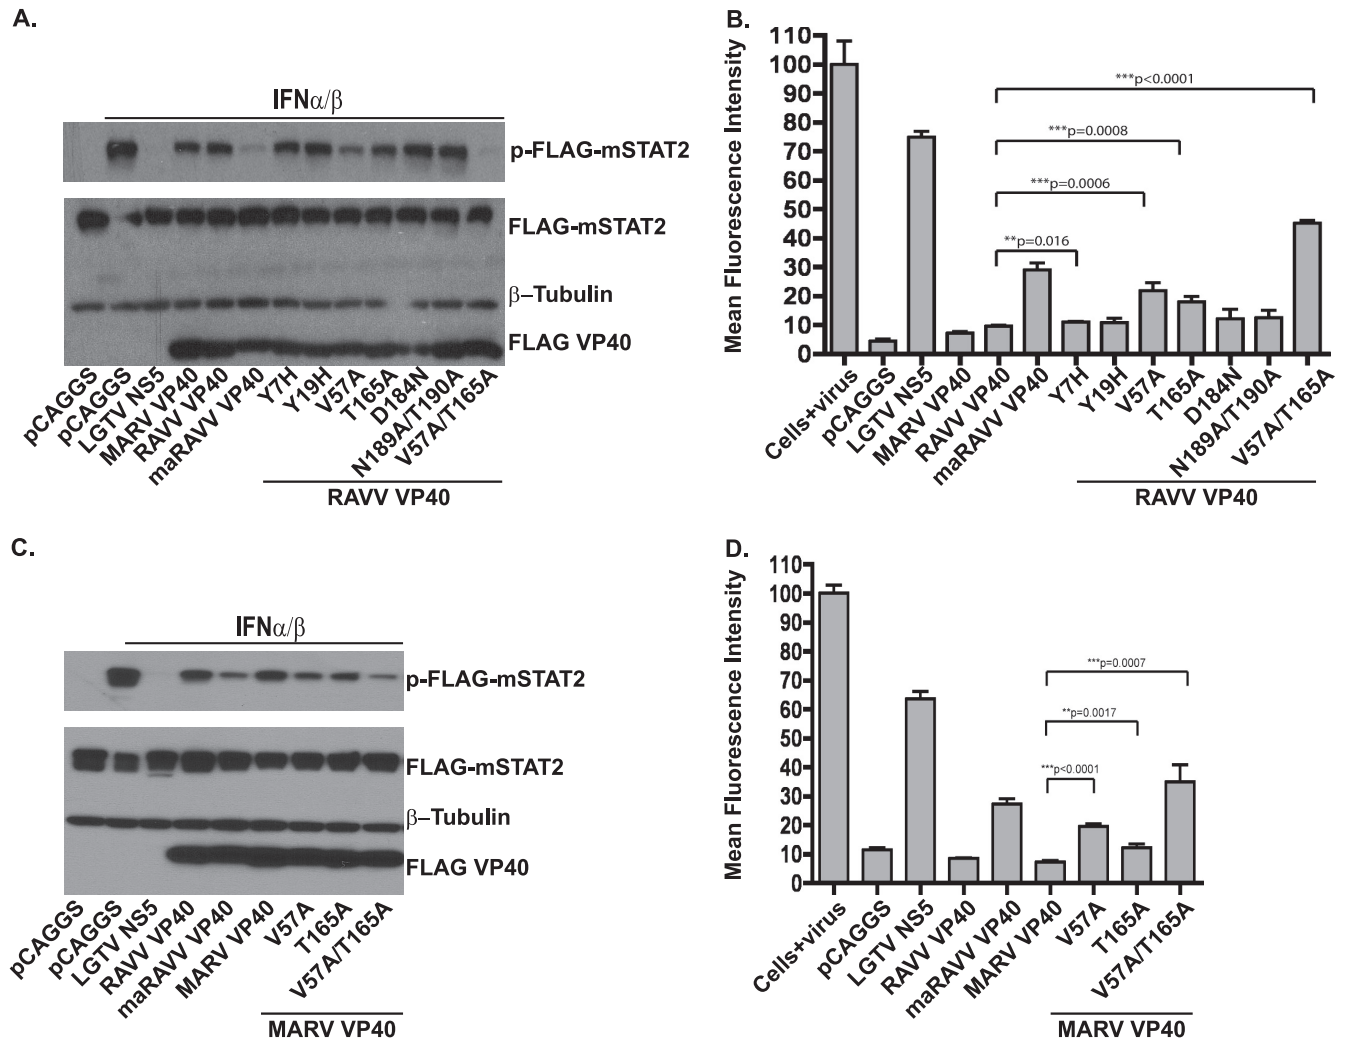 A.
IFNα/β
p-FLAG-mSTAT2
FLAG-mSTAT2
β–Tubulin
FLAG VP40
pCAGGS
pCAGGS
LGTV NS5
MARV VP40
RAVV VP40
maRAVV VP40
Y7H
Y19H
V57A
T165A
D184N
N189A/T190A
V57A/T165A
RAVV VP40
B.
Mean Fluorescence Intensity
110
100
90
80
70
60
50
40
30
20
10
0
***p<0.0001
***p=0.0008
***p=0.0006
**p=0.016
Cells+virus
pCAGGS
LGTV NS5
MARV VP40
RAVV VP40
maRAVV VP40
Y7H
Y19H
V57A
T165A
D184N
N189A/T190A
V57A/T165A
RAVV VP40
C.
IFNα/β
p-FLAG-mSTAT2
FLAG-mSTAT2
β–Tubulin
FLAG VP40
pCAGGS
pCAGGS
LGTV NS5
RAVV VP40
maRAVV VP40
MARV VP40
V57A
T165A
V57A/T165A
MARV VP40
D.
Mean Fluorescence Intensity
110
100
90
80
70
60
50
40
30
20
10
0
***p=0.0007
**p=0.0017
***p<0.0001
Cells+virus
pCAGGS
LGTV NS5
RAVV VP40
maRAVV VP40
MARV VP40
V57A
T165A
V57A/T165A
MARV VP40